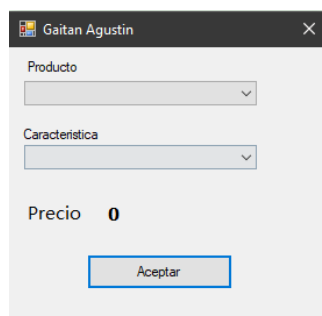 Gaitan Agustin
Producto
Caracteristica
Precio 0
Aceptar